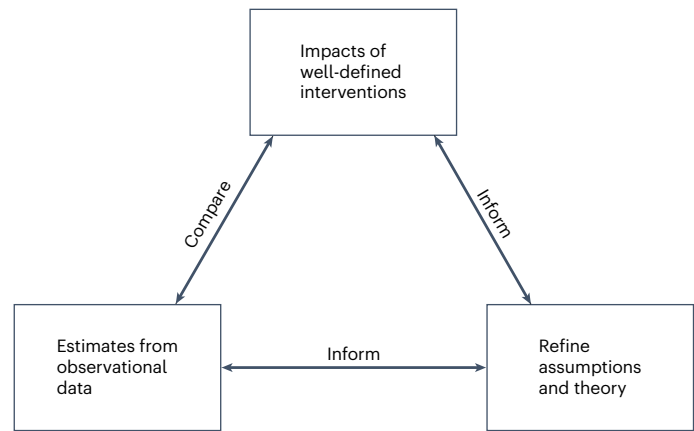 Impacts of
well-defined
interventions
Compare
Inform
Estimates from
observational
data
Inform
Refine
assumptions
and theory